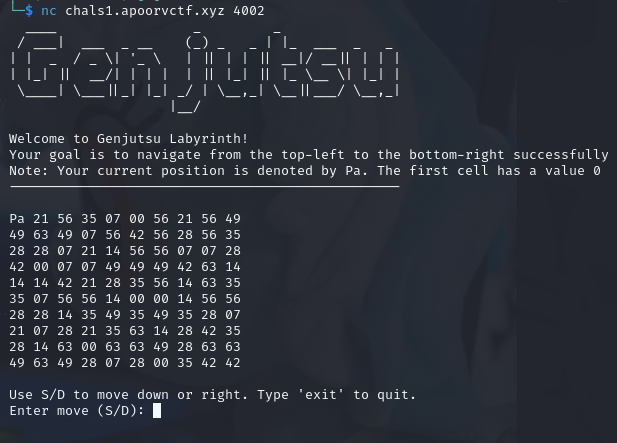 $ nc chals1.apoorvctf.xyz 4002
Genjutsu
Welcome to Genjutsu Labyrinth!
Your goal is to navigate from the top-left to the bottom-right successfully
Note: Your current position is denoted by Pa. The first cell has a value 0
Pa 21 56 35 07 00 56 21 56 49
49 63 49 07 56 42 56 28 56 35
28 28 07 21 14 56 56 07 07 28
42 00 07 07 49 49 49 42 63 14
14 14 42 21 28 35 56 14 63 35
35 07 56 56 14 00 00 14 56 56
28 28 14 35 49 35 49 35 28 07
21 07 28 21 35 63 14 28 42 35
28 14 63 00 63 63 49 28 63 63
49 63 49 28 07 28 00 35 42 42
Use S/D to move down or right. Type 'exit' to quit.
Enter move (S/D):